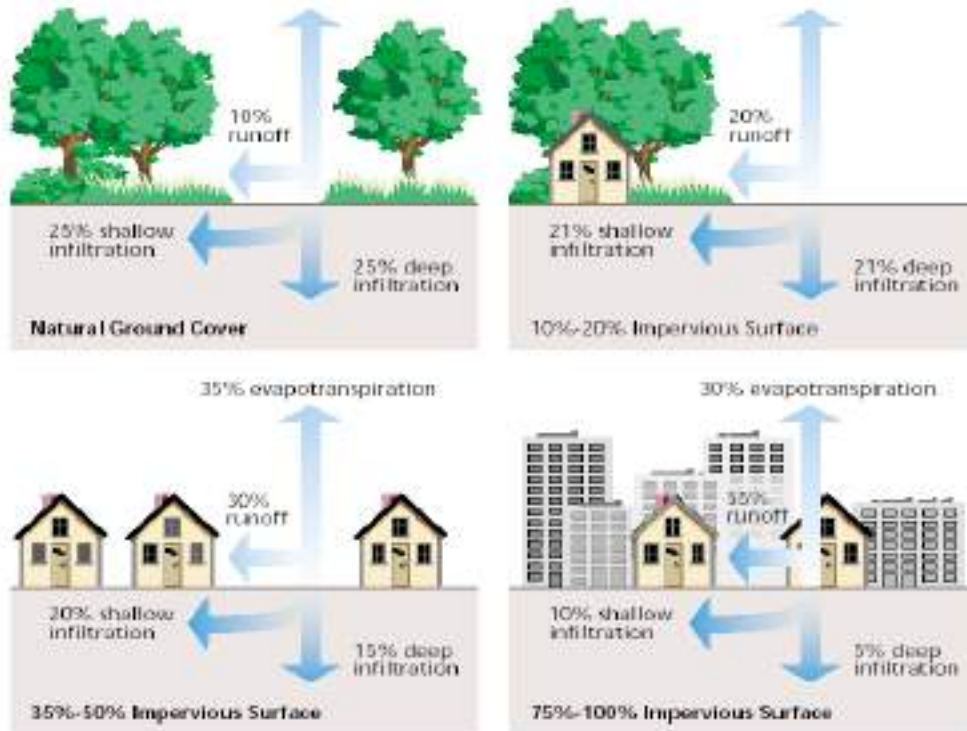 10%
runoff
25% shallow
infiltration
25% deep
infiltration
Natural Ground Cover
20%
runoff
21% shallow
infiltration
21% deep
infiltration
10%-20% Impervious Surface
35% evapotranspiration
30%
runoff
20% shallow
infiltration
15% deep
infiltration
35%-50% Impervious Surface
30% evapotranspiration
55%
runoff
10% shallow
infiltration
5% deep
infiltration
75%-100% Impervious Surface